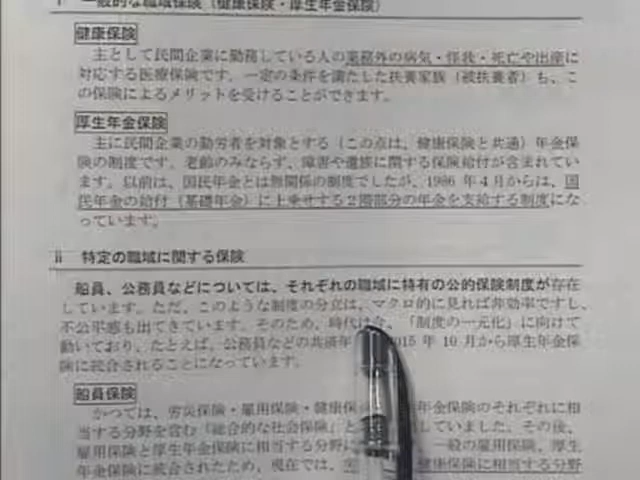 i 一般的な職域保険（健康保険・厚生年金保険）
健康保険
主として民間企業に勤務している人の業務外の病気・怪我・死亡や出産に
対応する医療保険です。一定の条件を満たした扶養家族（被扶養者）も、こ
の保険によるメリットを受けることができます。
厚生年金保険
主に民間企業の勤労者を対象とする（この点は、健康保険と共通）年金保
険の制度です。老齢のみならず、障害や遺族に関する保険給付が含まれてい
ます。以前は、国民年金とは無関係の制度でしたが、1986 年４月からは、国
民年金の給付（基礎年金）に上乗せする２階部分の年金を支給する制度にな
っています。
ii 特定の職域に関する保険
船員、公務員などについては、それぞれの職域に特有の公的保険制度が存在
しています。ただ、このような制度の分立は、マクロ的に見れば非効率ですし、
不公平感も出てきています。そのため、時代は今、「制度の一元化」に向けて
動いており、たとえば、公務員などの共済年 015 年 10 月から厚生年金保
険に統合されることになっています。
船員保険
かつては、労災保険・雇用保険・健康保 年金保険のそれぞれに相
当する分野を含む「総合的な社会保険」と していました。その後、
雇用保険と厚生年金保険に相当する分野に 一般の雇用保険、厚生
年金保険に統合されたため、現在では、 健康保険に相当する分野